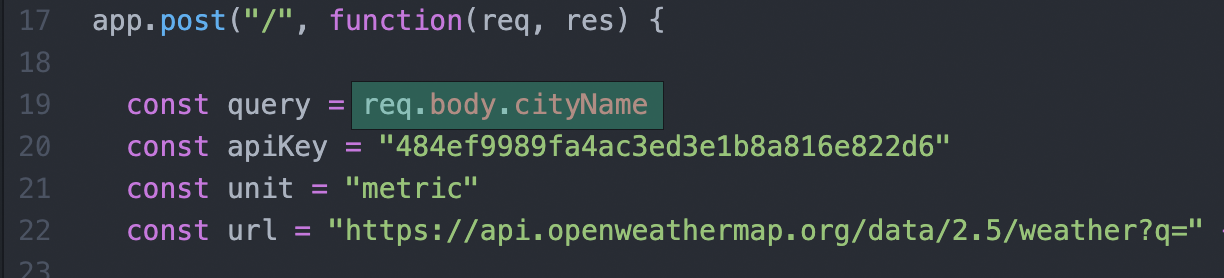 17 app.post("/", function(req, res) {
18
19 const query = req.body.cityName
20 const apiKey = "484ef9989fa4ac3ed3e1b8a816e822d6"
21 const unit = "metric"
22 const url = "https://api.openweathermap.org/data/2.5/weather?q="
23